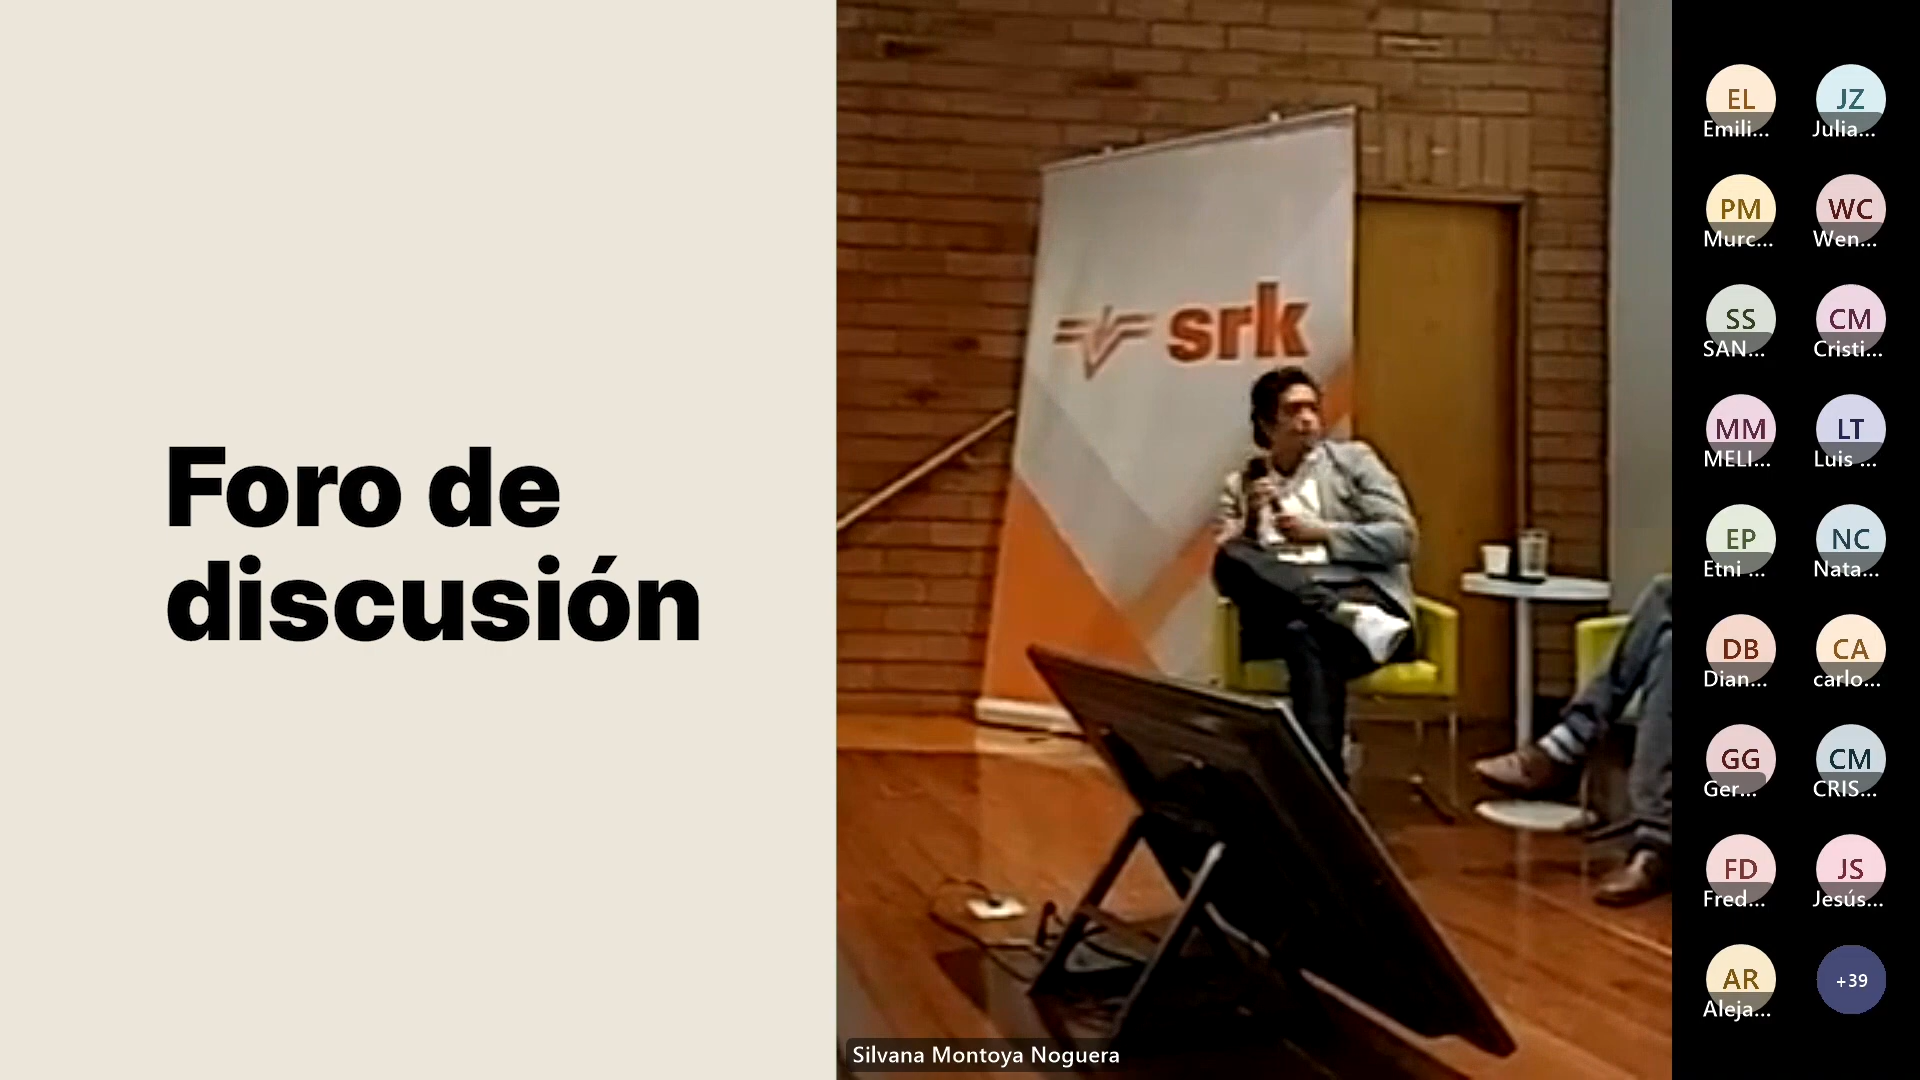 Foro de
discusión
srk
Silvana Montoya Noguera
EL
Emili...
JZ
Julia...
PM
Murc...
WC
Wen...
SS
SAN...
CM
Cristi...
MM
MELI...
LT
Luis ...
EP
Etni ...
NC
Nata...
DB
Dian...
CA
carlo...
GG
Ger...
CM
CRIS...
FD
Fred...
JS
Jesús...
AR
Aleja...
+39